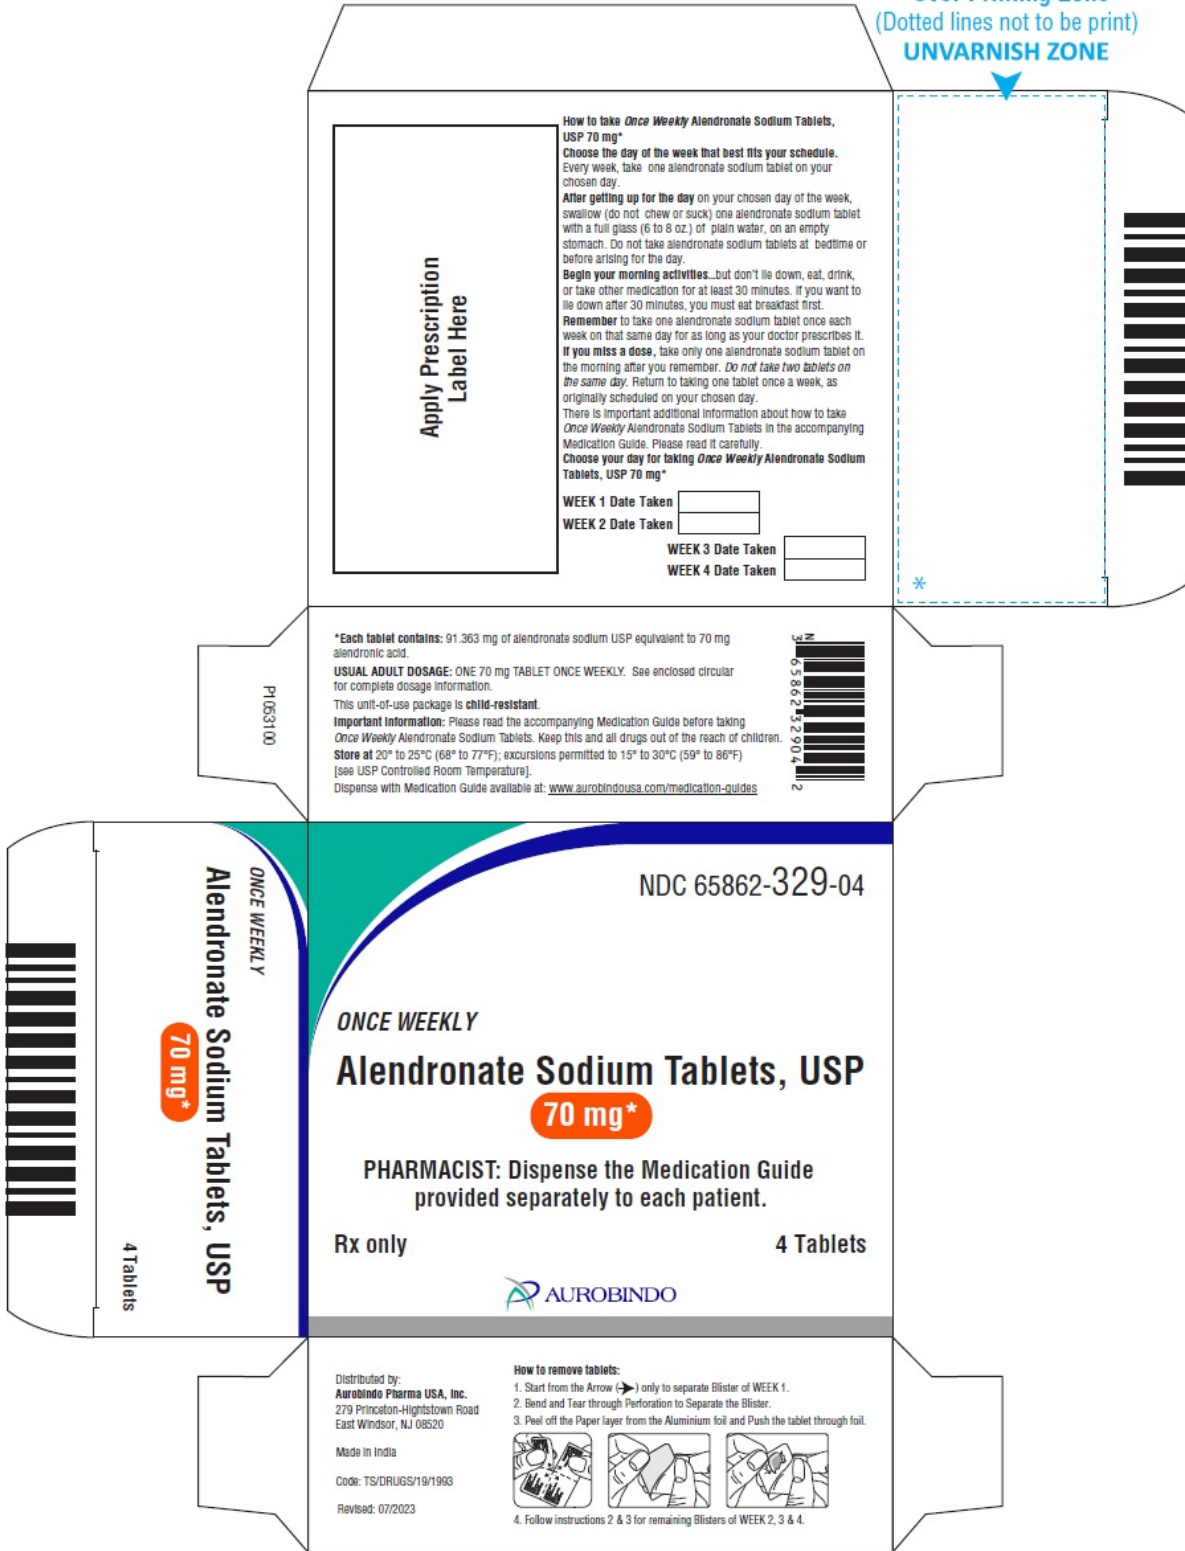 (Dotted lines not to be print)
UNVARNISH ZONE
Apply Prescription
Label Here
How to take Once Weekly Alendronate Sodium Tablets,
USP 70 mg*
Choose the day of the week that best fits your schedule.
Every week, take one alendronate sodium tablet on your
chosen day.
After getting up for the day on your chosen day of the week,
swallow (do not chew or suck) one alendronate sodium tablet
with a full glass (6 to 8 oz.) of plain water, on an empty
stomach. Do not take alendronate sodium tablets at bedtime or
before arising for the day.
Begin your morning activities...but don't lie down, eat, drink,
or take other medication for at least 30 minutes. If you want to
lie down after 30 minutes, you must eat breakfast first.
Remember to take one alendronate sodium tablet once each
week on that same day for as long as your doctor prescribes it.
If you miss a dose, take only one alendronate sodium tablet on
the morning after you remember. Do not take two tablets on
the same day. Return to taking one tablet once a week, as
originally scheduled on your chosen day.
There is important additional information about how to take
Once Weekly Alendronate Sodium Tablets in the accompanying
Medication Guide. Please read it carefully.
Choose your day for taking Once Weekly Alendronate Sodium
Tablets, USP 70 mg*
WEEK 1 Date Taken
WEEK 2 Date Taken
WEEK 3 Date Taken
WEEK 4 Date Taken
*
P1053100
*Each tablet contains: 91.363 mg of alendronate sodium USP equivalent to 70 mg
alendronic acid.
USUAL ADULT DOSAGE: ONE 70 mg TABLET ONCE WEEKLY. See enclosed circular
for complete dosage information.
This unit-of-use package is child-resistant.
Important information: Please read the accompanying Medication Guide before taking
Once Weekly Alendronate Sodium Tablets. Keep this and all drugs out of the reach of children.
Store at 20° to 25°C (68° to 77°F); excursions permitted to 15° to 30°C (59° to 86°F)
[see USP Controlled Room Temperature].
Dispense with Medication Guide available at: www.aurobindousa.com/medication-guides
N
3 65862 32904 2
ONCE WEEKLY
Alendronate Sodium Tablets, USP
70 mg*
4 Tablets
NDC 65862-329-04
ONCE WEEKLY
Alendronate Sodium Tablets, USP
70 mg*
PHARMACIST: Dispense the Medication Guide
provided separately to each patient.
Rx only
4 Tablets
AUROBINDO
Distributed by:
Aurobindo Pharma USA, Inc.
279 Princeton-Hightstown Road
East Windsor, NJ 08520
Made in India
Code: TS/DRUGS/19/1993
Revised: 07/2023
How to remove tablets:
1. Start from the Arrow (➔) only to separate Blister of WEEK 1.
2. Bend and Tear through Perforation to Separate the Blister.
3. Peel off the Paper layer from the Aluminium foil and Push the tablet through foil.
4. Follow instructions 2 & 3 for remaining Blisters of WEEK 2, 3 & 4.